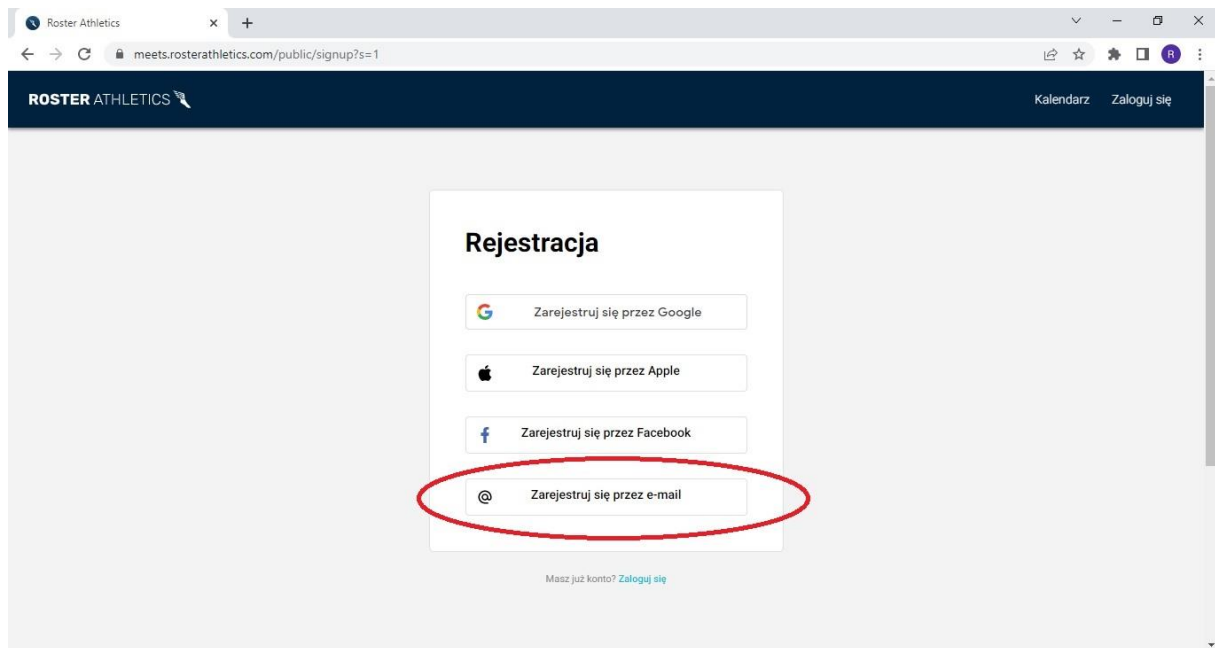 Roster Athletics
meets.rosterathletics.com/public/signup?s=1
R
ROSTER ATHLETICS
Kalendarz Zaloguj się
Rejestracja
Zarejestruj się przez Google
Zarejestruj się przez Apple
Zarejestruj się przez Facebook
@ Zarejestruj się przez e-mail
Masz już konto? Zaloguj się